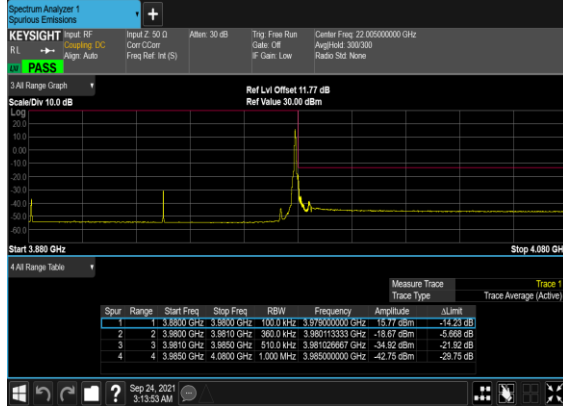 Spectrum Analyzer 1
Spurious Emissions
+
KEYSIGHT Input: RF Input Z: 50 Ω Atten: 30 dB Trig: Free Run Center Freq: 22.005000000 GHz
RL Coupling: DC Corr CCorr Gate: Off Avg|Hold: 300/300
Align: Auto Freq Ref: Int (S) IF Gain: Low Radio Std: None
PASS
3 All Range Graph Ref Lvl Offset 11.77 dB
Scale/Div 10.0 dB Ref Value 30.00 dBm
Log
20.0
10.0
0.00
-10.0
-20.0
-30.0
-40.0
-50.0
-60.0
Start 3.880 GHz Stop 4.080 GH
4 All Range Table
Measure Trace Trace 1
Trace Type Trace Average (Active)
Spur Range Start Freq Stop Freq RBW Frequency Amplitude ΔLimit
1 1 3.8800 GHz 3.9800 GHz 100.0 kHz 3.979000000 GHz 15.77 dBm -14.23 dB
2 2 3.9800 GHz 3.9810 GHz 360.0 kHz 3.980113333 GHz -18.67 dBm -5.668 dB
3 3 3.9810 GHz 3.9850 GHz 510.0 kHz 3.981026667 GHz -34.92 dBm -21.92 dB
4 4 3.9850 GHz 4.0800 GHz 1.000 MHz 3.985000000 GHz -42.75 dBm -29.75 dB
? Sep 24, 2021
3:13:53 AM